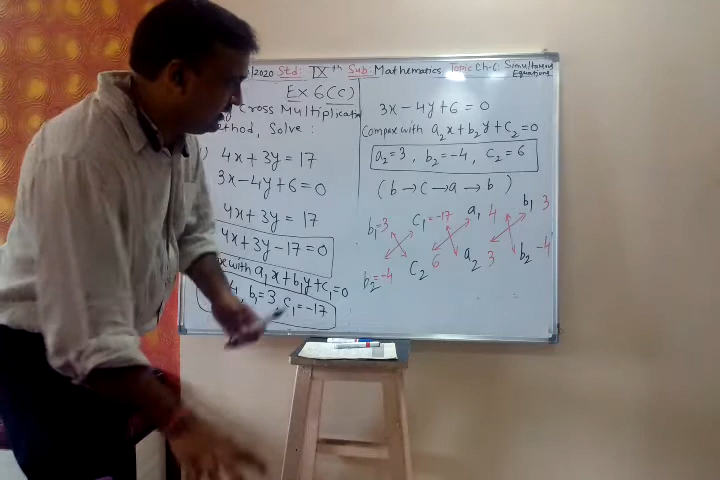 /2020 Std: IXth Sub: Mathematics Topic Ch-6: Simultaneous Equations
Ex 6(C)
Cross Multiplication
Method, Solve:
4x + 3y = 17
3x - 4y + 6 = 0
4x + 3y = 17
4x + 3y - 17 = 0
with a₁x + b₁y + c₁ = 0
4, b₁ = 3, c₁ = -17
3x - 4y + 6 = 0
Compare with a₂x + b₂y + c₂ = 0
a₂ = 3, b₂ = -4, c₂ = 6
(b → c → a → b)
b₁ = 3 c₁ = -17 a₁ 4 b₁ 3
b₂ = -4 c₂ 6 a₂ 3 b₂ -4